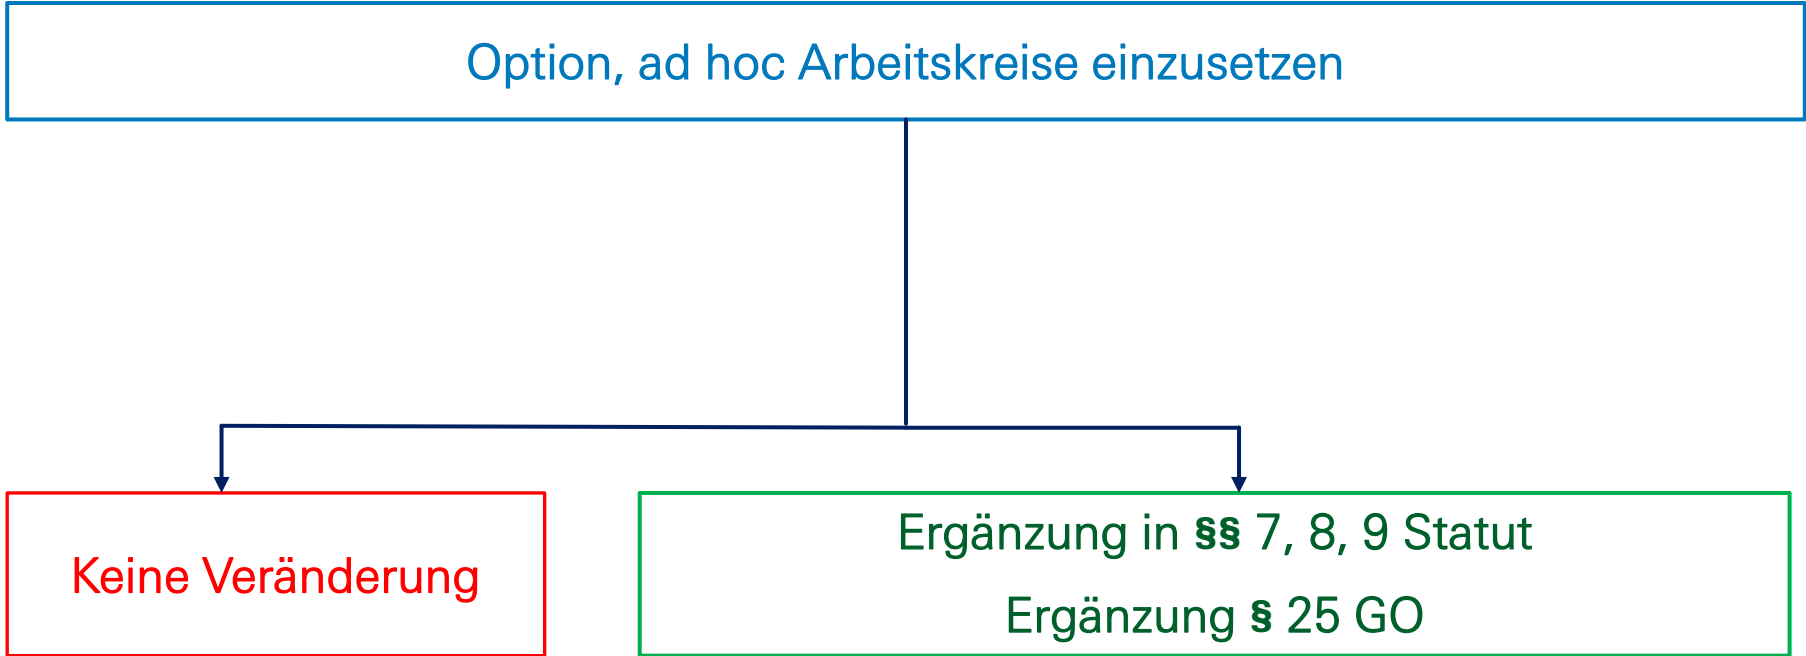 Option, ad hoc Arbeitskreise einzusetzen
Keine Veränderung
Ergänzung in §§ 7, 8, 9 Statut
Ergänzung § 25 GO